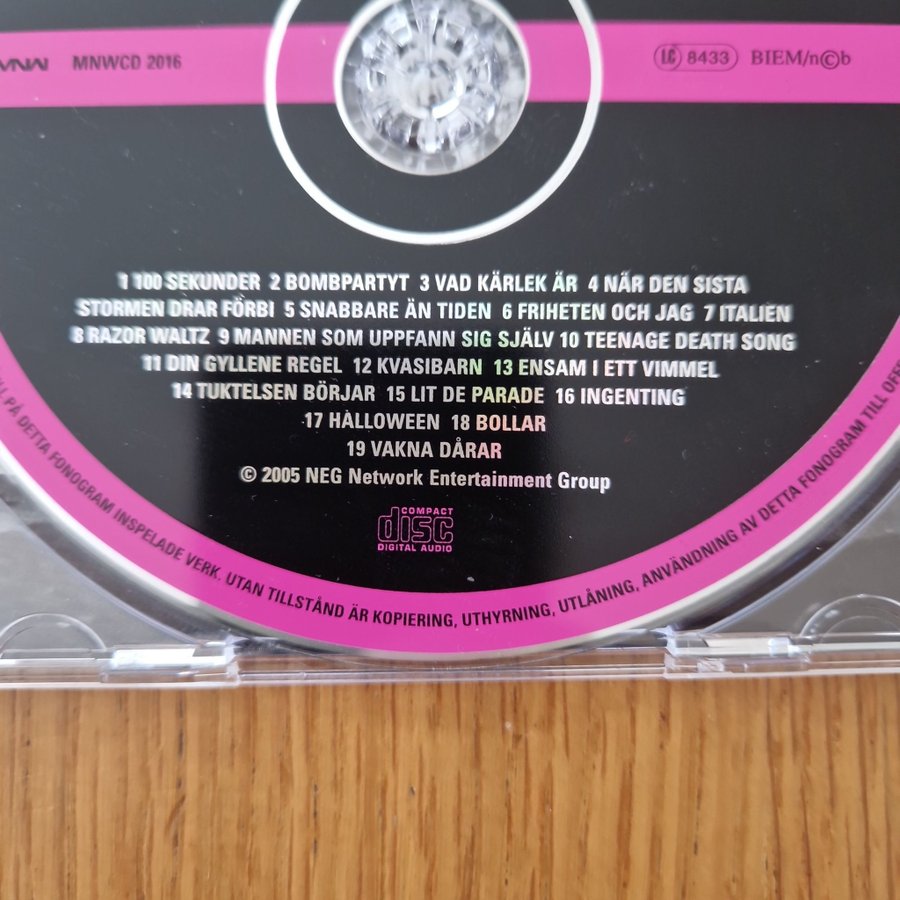 MNW MNWCD 2016 LC 8433 BIEM/n©b
1 100 SEKUNDER 2 BOMBPARTYT 3 VAD KÄRLEK ÄR 4 NÄR DEN SISTA
STORMEN DRAR FÖRBI 5 SNABBARE ÄN TIDEN 6 FRIHETEN OCH JAG 7 ITALIEN
8 RAZOR WALTZ 9 MANNEN SOM UPPFANN SIG SJÄLV 10 TEENAGE DEATH SONG
11 DIN GYLLENE REGEL 12 KVASIBARN 13 ENSAM I ETT VIMMEL
14 TUKTELSEN BÖRJAR 15 LIT DE PARADE 16 INGENTING
17 HALLOWEEN 18 BOLLAR
19 VAKNA DÅRAR
© 2005 NEG Network Entertainment Group
COMPACT
disc
DIGITAL AUDIO
PÅ DETTA FONOGRAM INSPELADE VERK. UTAN TILLSTÅND ÄR KOPIERING, UTHYRNING, UTLÅNING, ANVÄNDNING AV DETTA FONOGRAM TILL